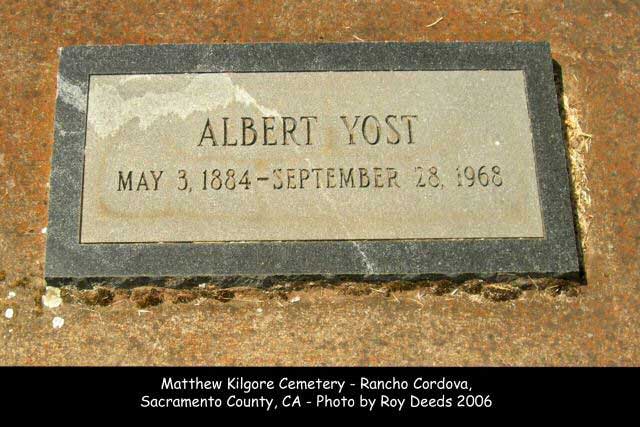 ALBERT YOST
MAY 3, 1884 - SEPTEMBER 28, 1968
Matthew Kilgore Cemetery - Rancho Cordova,
Sacramento County, CA - Photo by Roy Deeds 2006